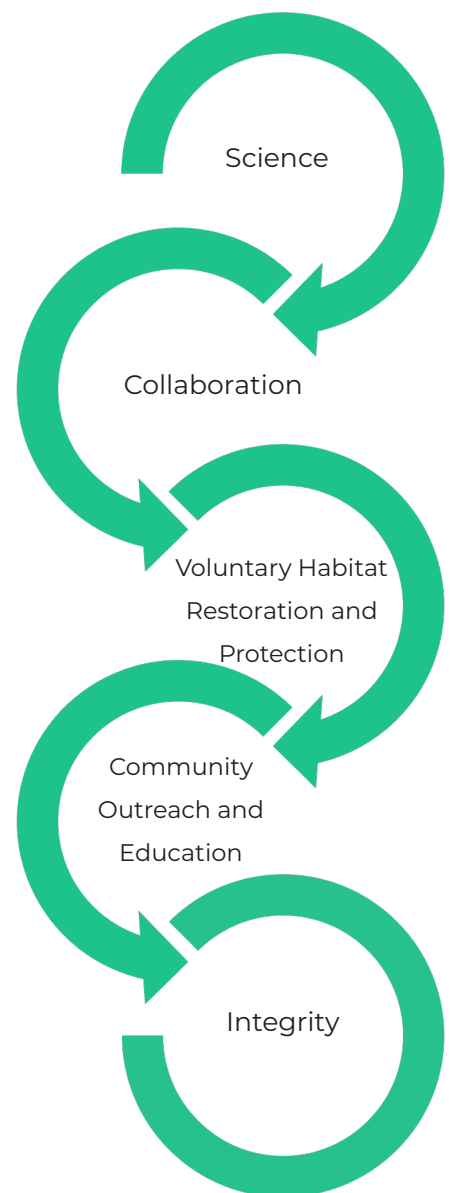 Science
Collaboration
Voluntary Habitat
Restoration and
Protection
Community
Outreach and
Education
Integrity